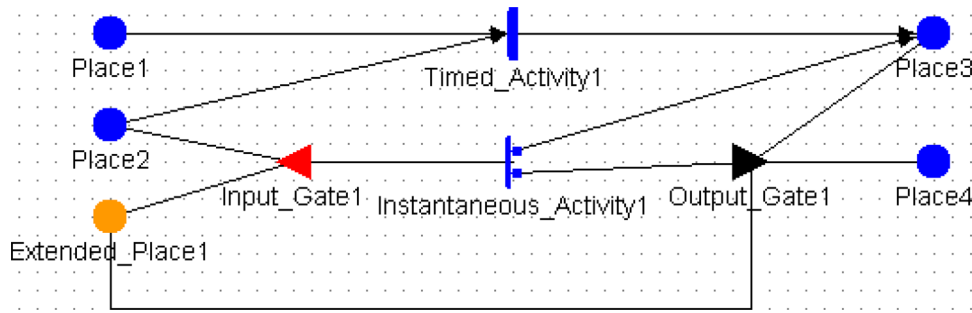 Place1
Timed_Activity1
Place3
Place2
Input_Gate1
Instantaneous_Activity1
Output_Gate1
Place4
Extended_Place1